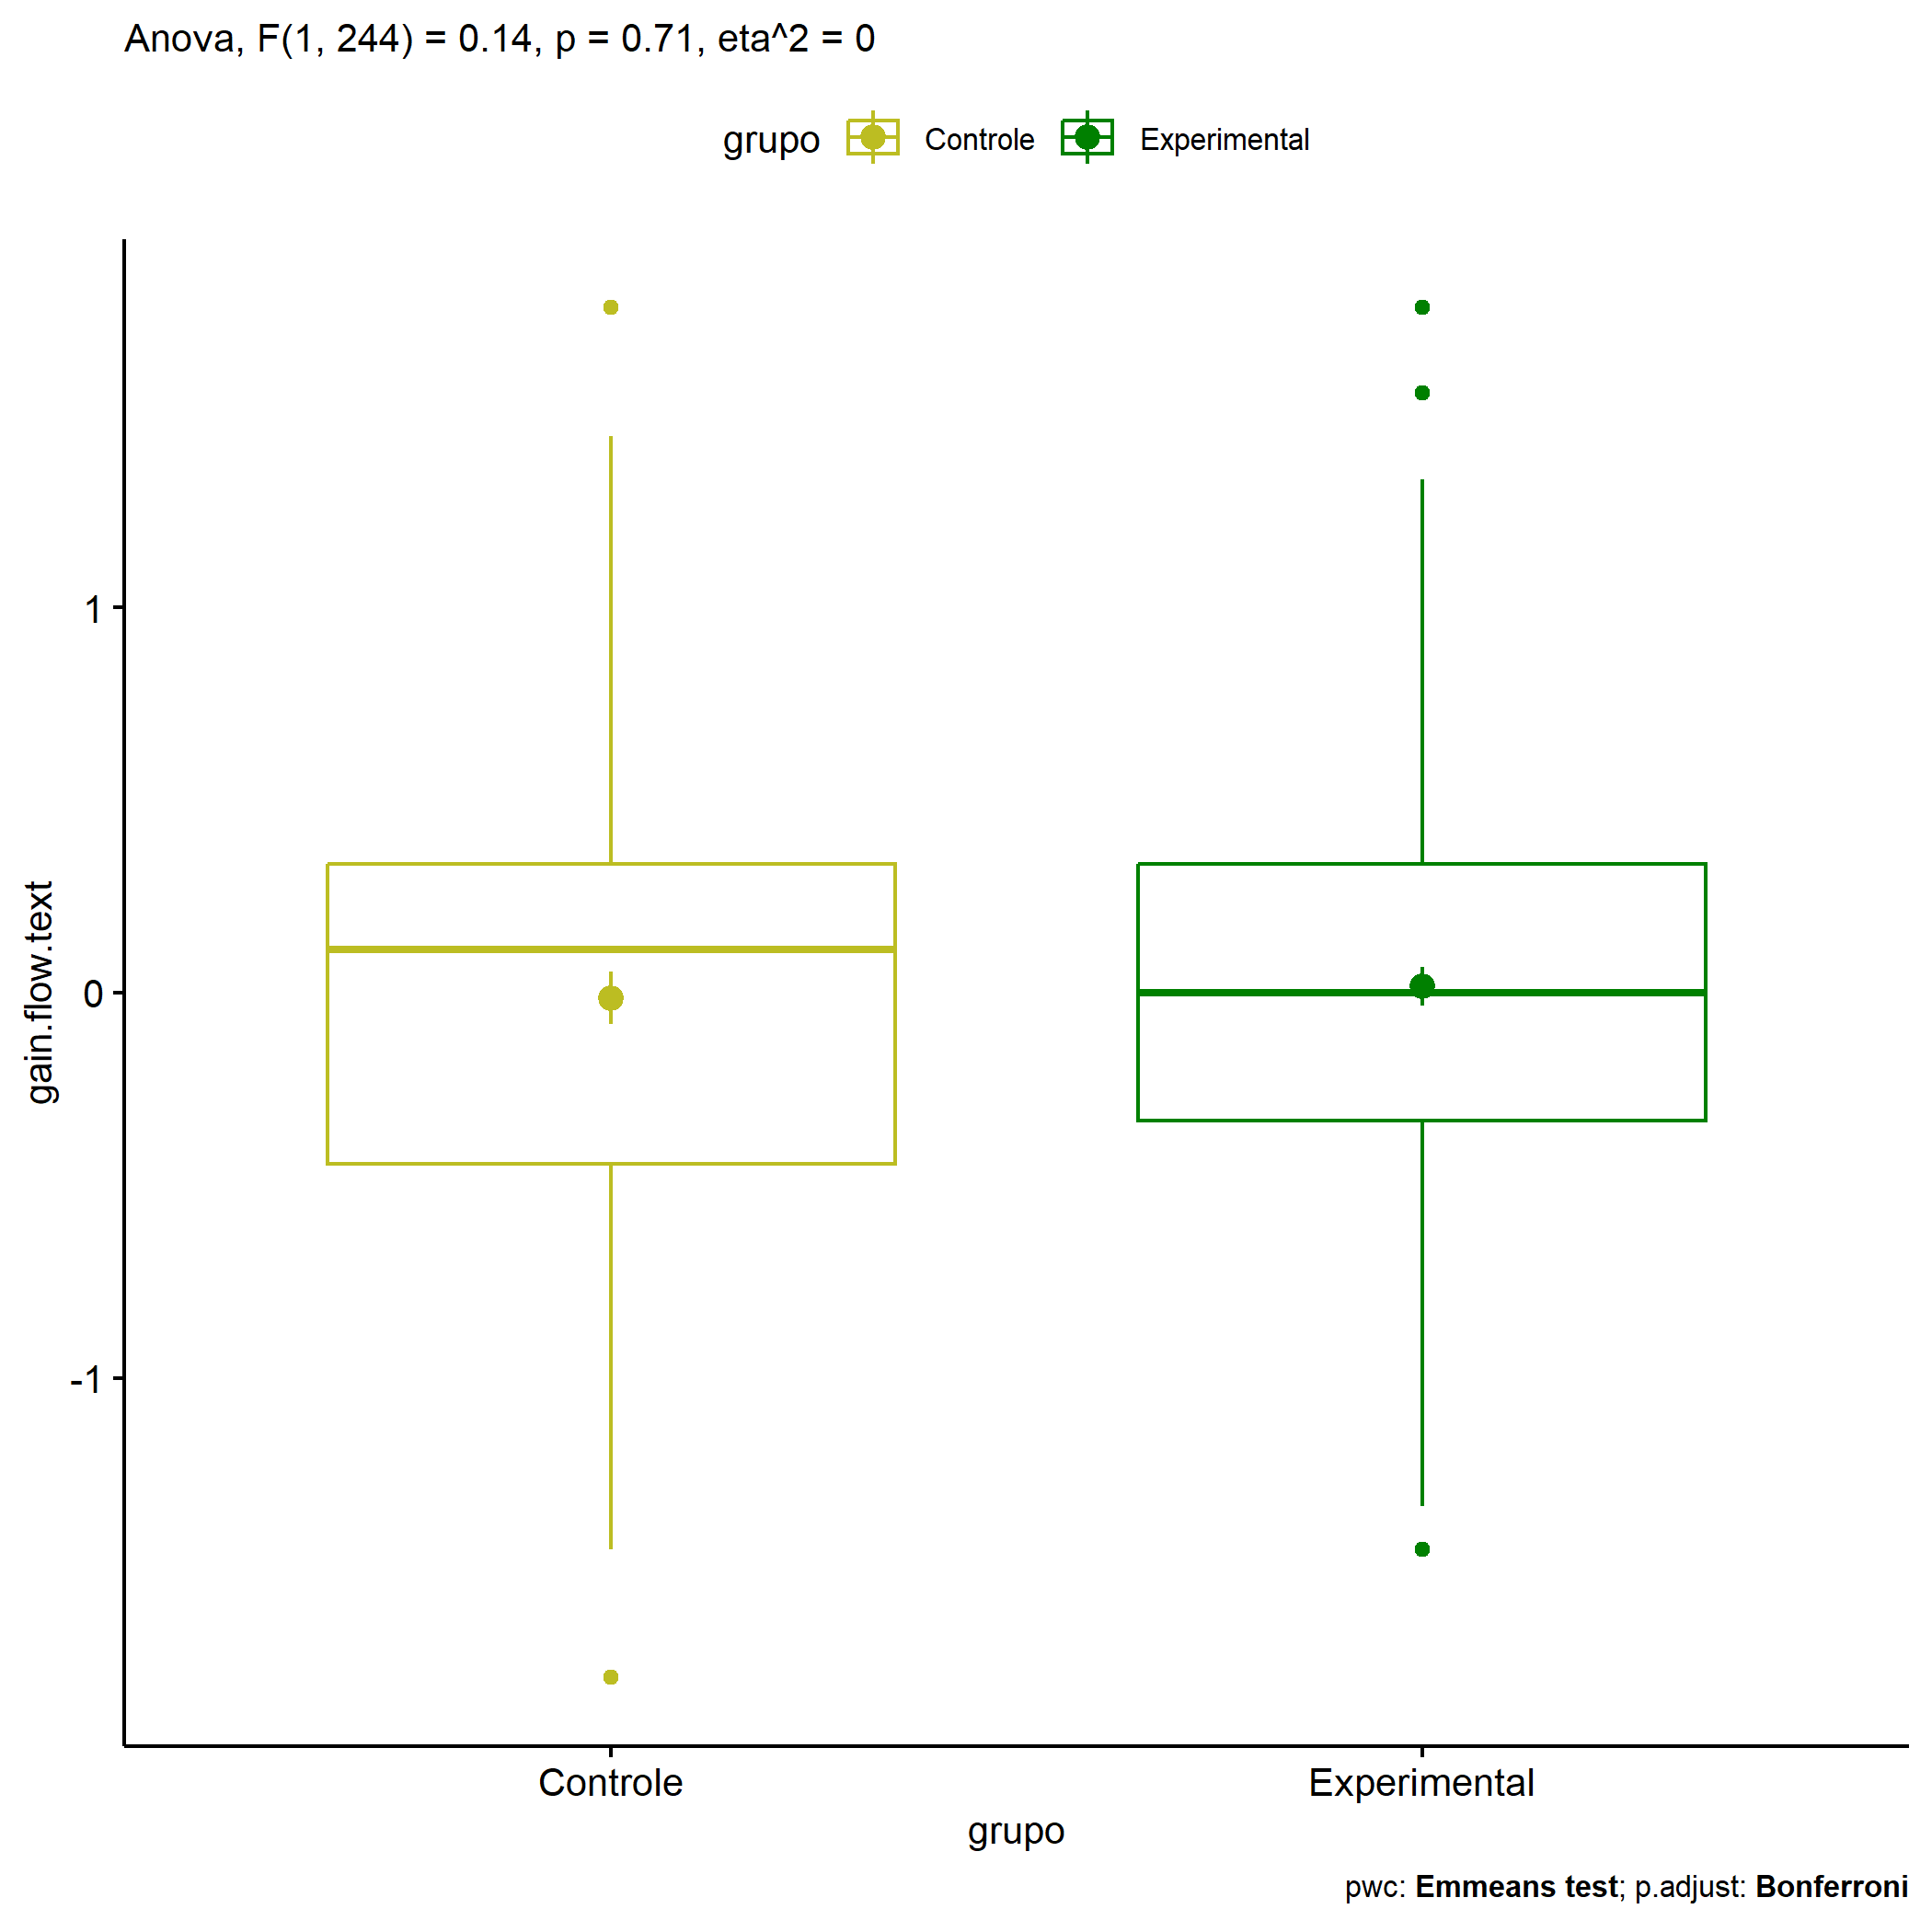 Anova, F(1, 244) = 0.14, p = 0.71, eta^2 = 0
grupo Controle Experimental
gain.flow.text
1
0
-1
Controle Experimental
grupo
pwc: Emmeans test; p.adjust: Bonferroni